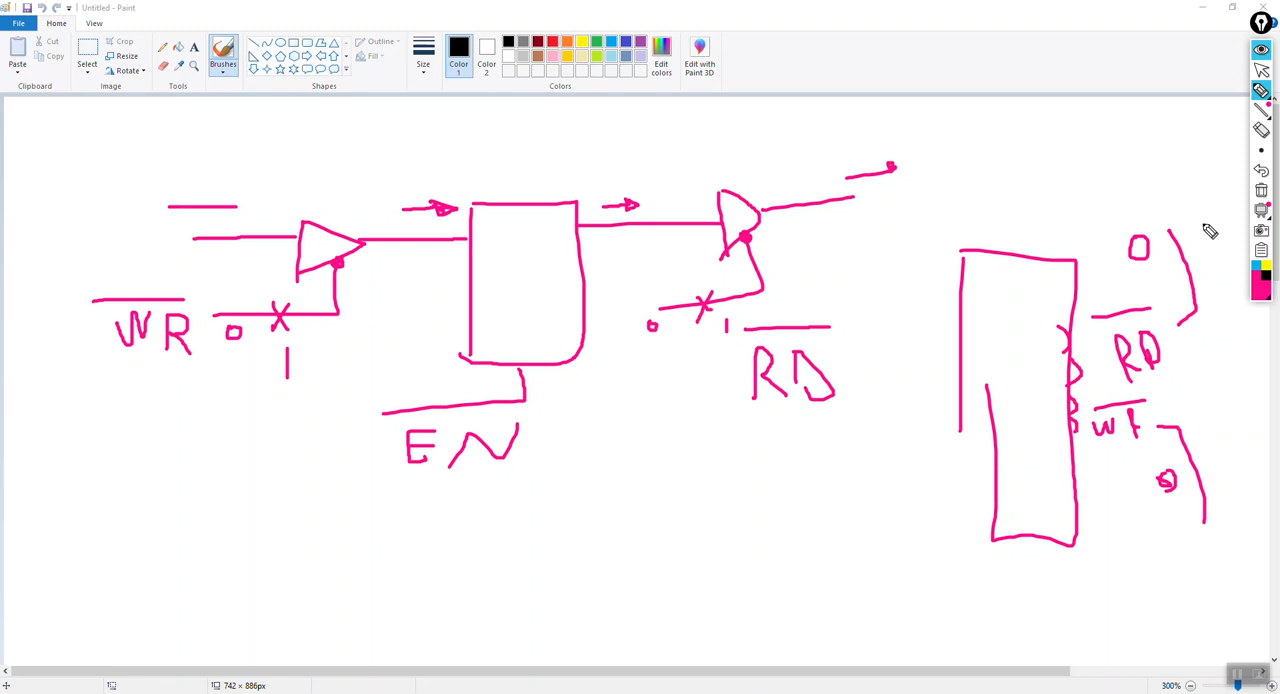 Untitled - Paint
File Home View
Paste Cut Copy
Clipboard
Select Crop Resize Rotate
Image
A
Tools
Brushes
Outline Fill
Shapes
Size
Color 1
Color 2
Edit colors
Edit with Paint 3D
Colors
WR 0
1
EN
0 1
RD
0
RD
WR
0
742 × 886px
300%